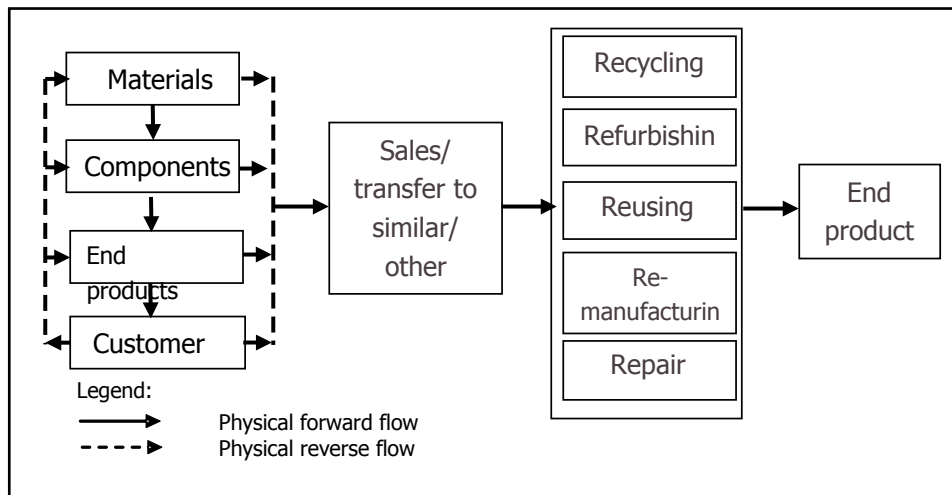 Materials
Components
End
products
Customer
Sales/
transfer to
similar/
other
Recycling
Refurbishin
Reusing
Re-
manufacturin
Repair
End
product
Legend:
Physical forward flow
Physical reverse flow